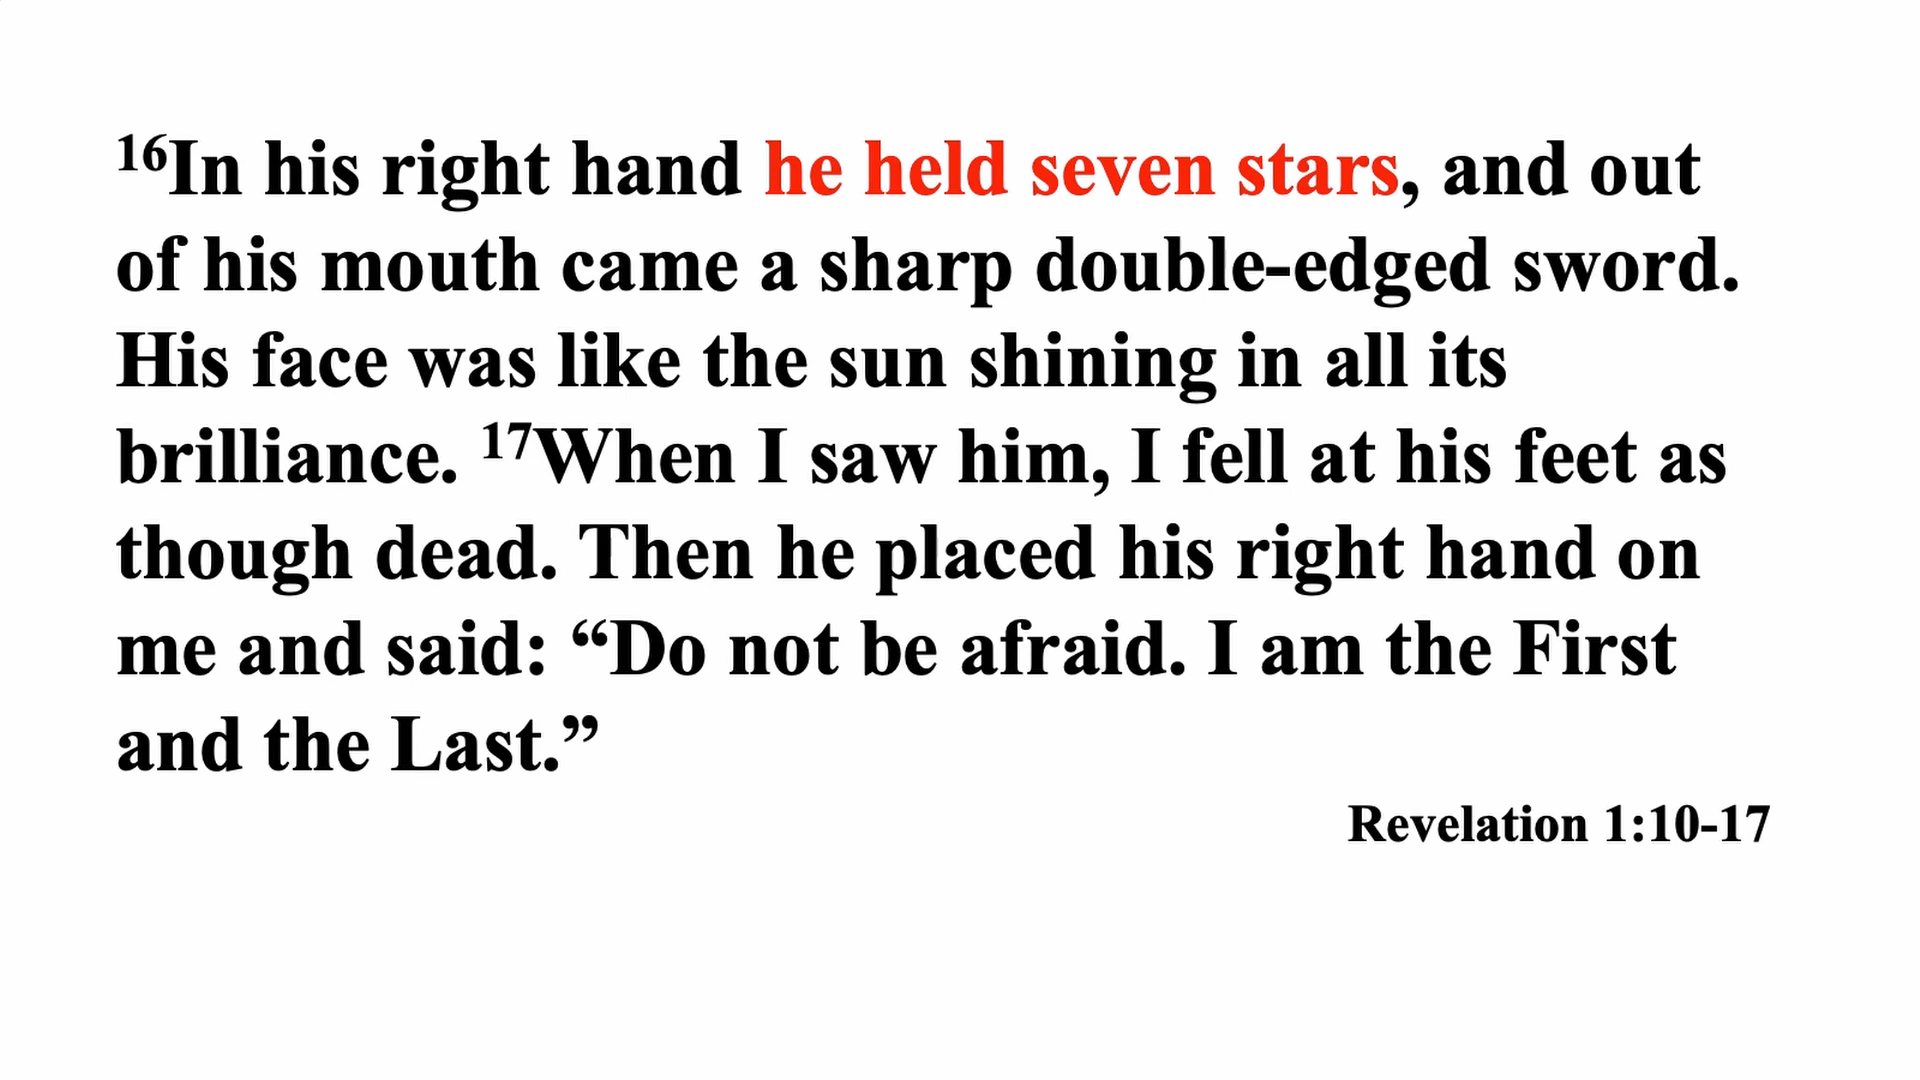 16In his right hand he held seven stars, and out
of his mouth came a sharp double-edged sword.
His face was like the sun shining in all its
brilliance. 17When I saw him, I fell at his feet as
though dead. Then he placed his right hand on
me and said: “Do not be afraid. I am the First
and the Last.”
Revelation 1:10-17